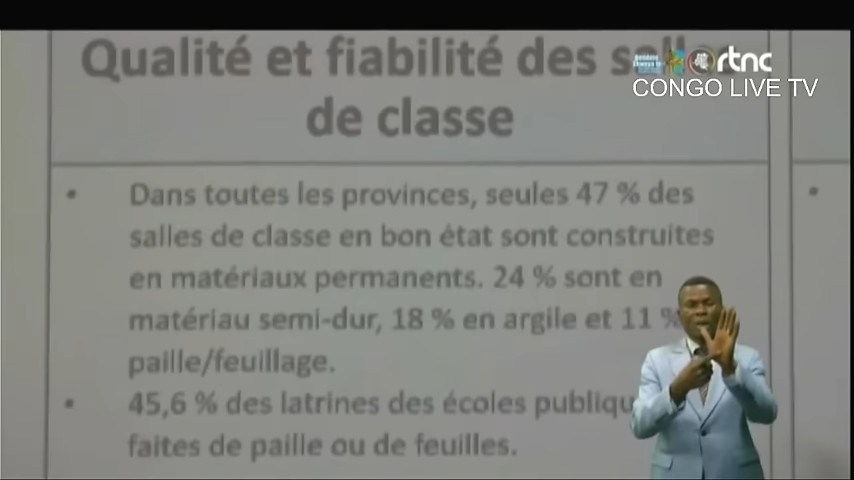 Qualité et fiabilité des
rtnc
CONGO LIVE TV
de classe
• Dans toutes les provinces, seules 47 % des
salles de classe en bon état sont construites
en matériaux permanents. 24 % sont en
matériau semi-dur, 18 % en argile et 11 %
paille/feuillage.
• 45,6 % des latrines des écoles
faites de paille ou de feuilles.